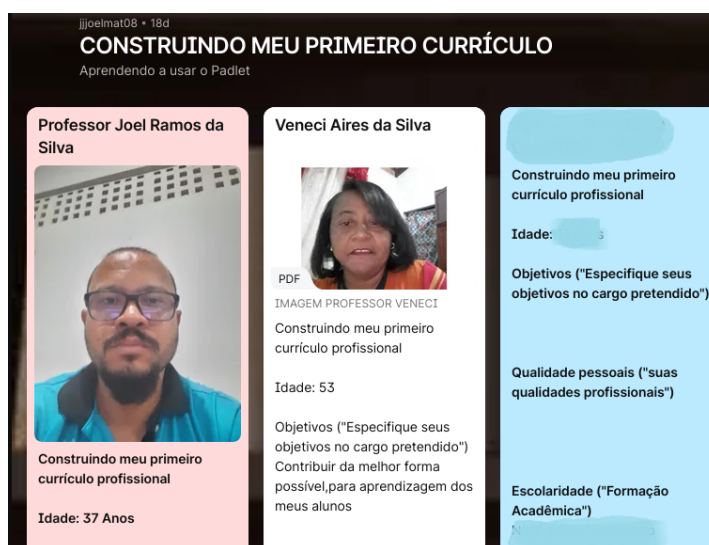 jjjoelmat08 • 18d
CONSTRUINDO MEU PRIMEIRO CURRÍCULO
Aprendendo a usar o Padlet
Professor Joel Ramos da
Silva
Construindo meu primeiro
currículo profissional
Idade: 37 Anos
Veneci Aires da Silva
PDF
IMAGEM PROFESSOR VENECI
Construindo meu primeiro
currículo profissional
Idade: 53
Objetivos ("Especifique seus
objetivos no cargo pretendido")
Contribuir da melhor forma
possível,para aprendizagem dos
meus alunos
Construindo meu primeiro
currículo profissional
Idade:
Objetivos ("Especifique seus
objetivos no cargo pretendido")
Qualidade pessoais ("suas
qualidades profissionais")
Escolaridade ("Formação
Acadêmica")